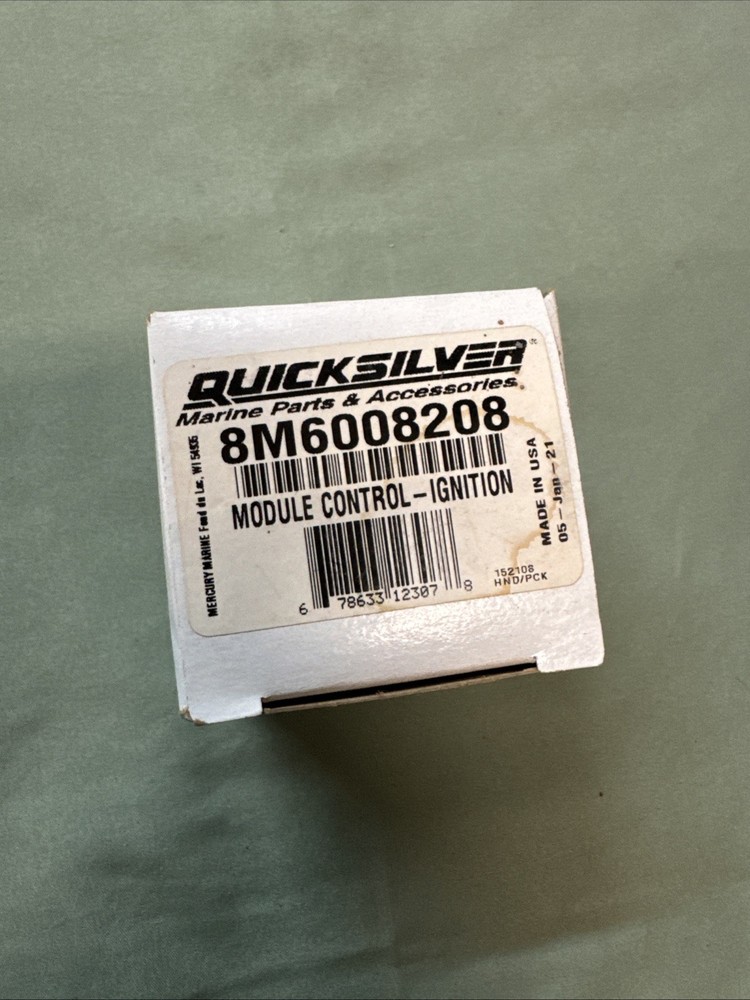 QUICKSILVER®
Marine Parts & Accessories
8M6008208
MODULE CONTROL-IGNITION
6 78633 12307 8
MERCURY MARINE Fond du Lac, WI 54935
MADE IN USA
05-Jan-21
152108
HND/PCK